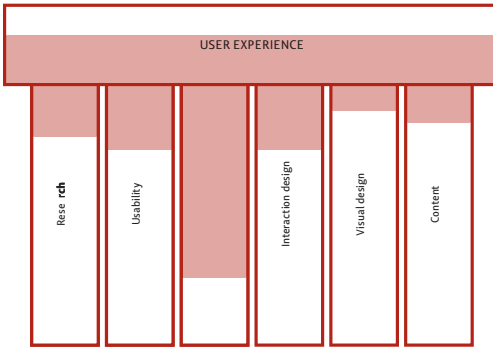 USER EXPERIENCE
Rese rch
Usability
Interaction design
Visual design
Content